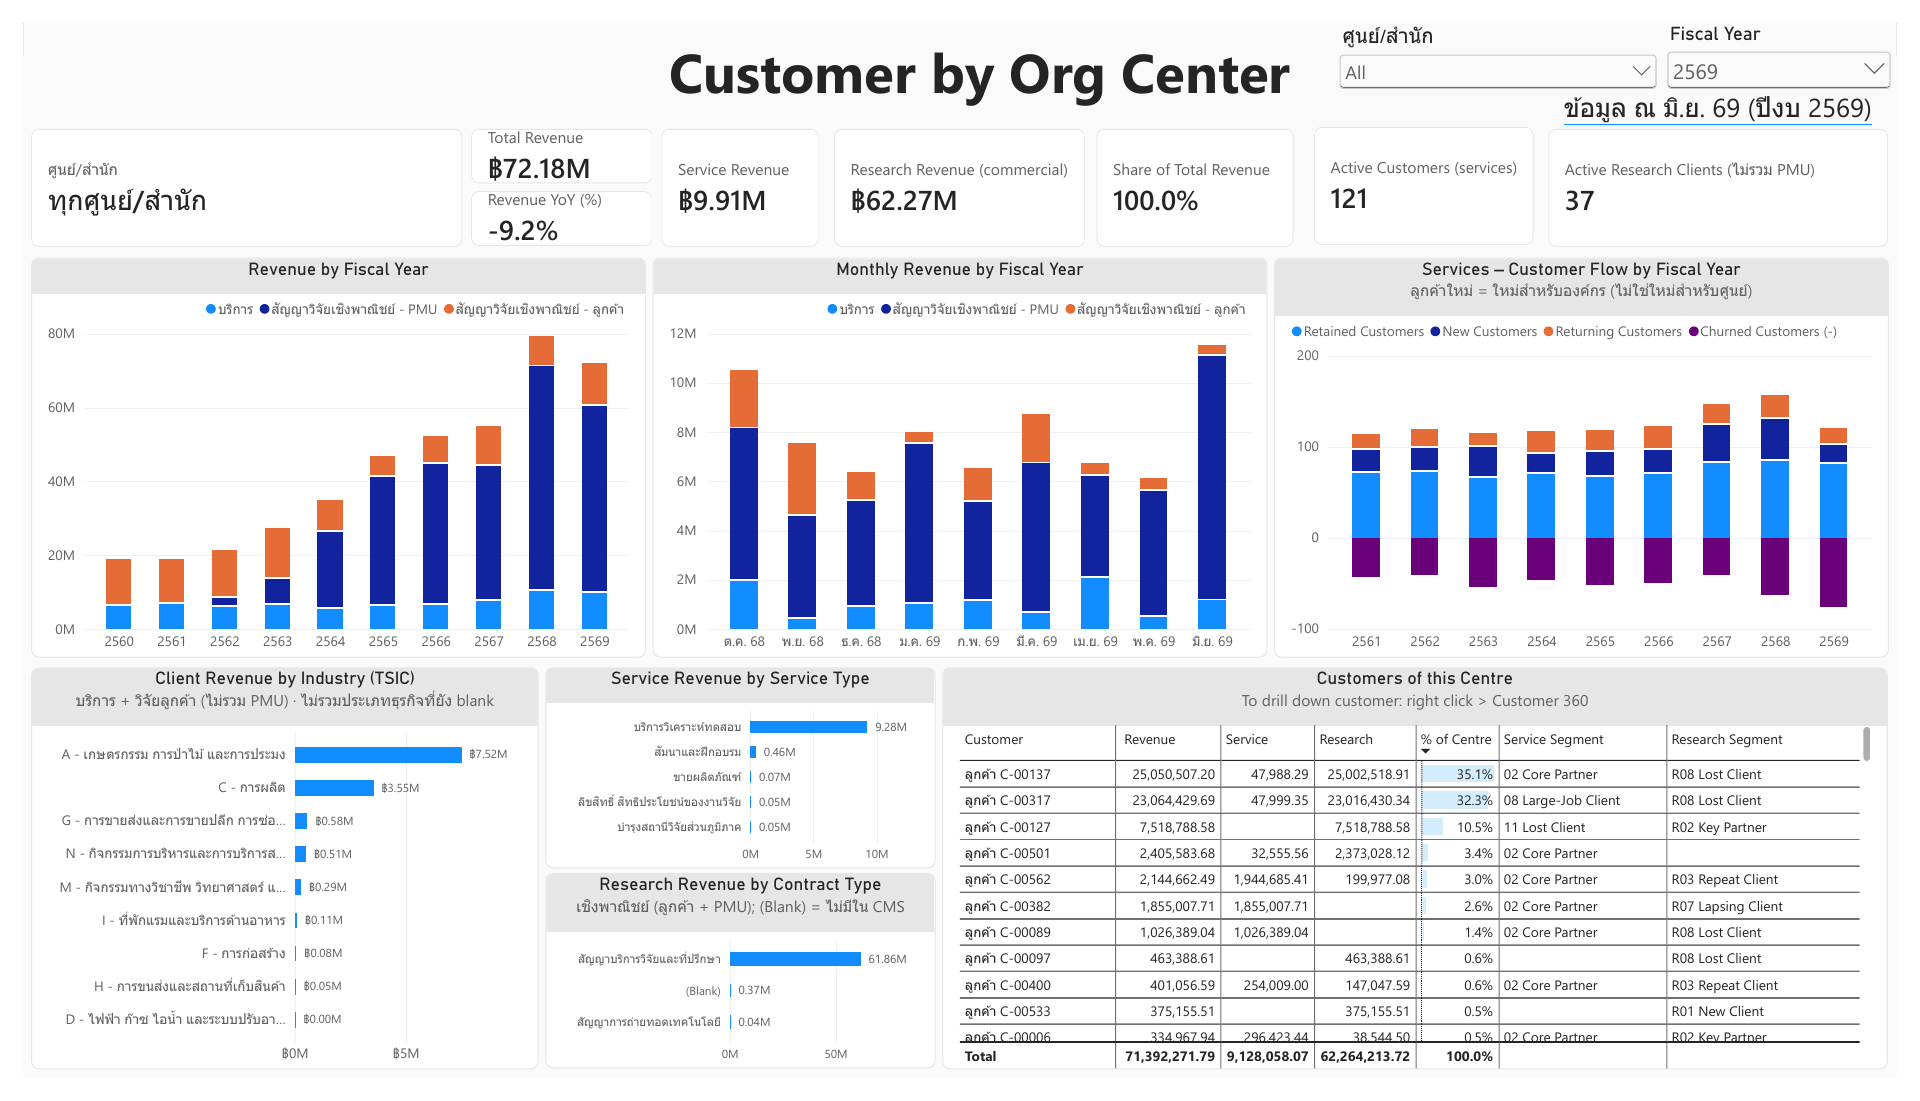 Customer by Org Center
ศูนย์/สำนัก
All
Fiscal Year
2569
ข้อมูล ณ มิ.ย. 69 (ปีงบ 2569)
ศูนย์/สำนัก
ทุกศูนย์/สำนัก
Total Revenue
฿72.18M
Revenue YoY (%)
-9.2%
Service Revenue
฿9.91M
Research Revenue (commercial)
฿62.27M
Share of Total Revenue
100.0%
Active Customers (services)
121
Active Research Clients (ไม่รวม PMU)
37
Revenue by Fiscal Year
บริการ สัญญาวิจัยเชิงพาณิชย์ - PMU สัญญาวิจัยเชิงพาณิชย์ - ลูกค้า
80M
60M
40M
20M
0M
2560 2561 2562 2563 2564 2565 2566 2567 2568 2569
Monthly Revenue by Fiscal Year
บริการ สัญญาวิจัยเชิงพาณิชย์ - PMU สัญญาวิจัยเชิงพาณิชย์ - ลูกค้า
12M
10M
8M
6M
4M
2M
0M
ต.ค. 68 พ.ย. 68 ธ.ค. 68 ม.ค. 69 ก.พ. 69 มี.ค. 69 เม.ย. 69 พ.ค. 69 มิ.ย. 69
Services – Customer Flow by Fiscal Year
ลูกค้าใหม่ = ใหม่สำหรับองค์กร (ไม่ใช่ใหม่สำหรับศูนย์)
Retained Customers New Customers Returning Customers Churned Customers (-)
200
100
0
-100
2561 2562 2563 2564 2565 2566 2567 2568 2569
Client Revenue by Industry (TSIC)
บริการ + วิจัยลูกค้า (ไม่รวม PMU) · ไม่รวมประเภทธุรกิจที่ยัง blank
A - เกษตรกรรม การป่าไม้ และการประมง ฿7.52M
C - การผลิต ฿3.55M
G - การขายส่งและการขายปลีก การซ่อ... ฿0.58M
N - กิจกรรมการบริหารและการบริการส... ฿0.51M
M - กิจกรรมทางวิชาชีพ วิทยาศาสตร์ แ... ฿0.29M
I - ที่พักแรมและบริการด้านอาหาร ฿0.11M
F - การก่อสร้าง ฿0.08M
H - การขนส่งและสถานที่เก็บสินค้า ฿0.05M
D - ไฟฟ้า ก๊าซ ไอน้ำ และระบบปรับอา... ฿0.00M
฿0M ฿5M
Service Revenue by Service Type
บริการวิเคราะห์ทดสอบ 9.28M
สัมนาและฝึกอบรม 0.46M
ขายผลิตภัณฑ์ 0.07M
ลิขสิทธิ์ สิทธิประโยชน์ของงานวิจัย 0.05M
บำรุงสถานีวิจัยส่วนภูมิภาค 0.05M
0M 5M 10M
Research Revenue by Contract Type
เชิงพาณิชย์ (ลูกค้า + PMU); (Blank) = ไม่มีใน CMS
สัญญาบริการวิจัยและที่ปรึกษา 61.86M
(Blank) 0.37M
สัญญาการถ่ายทอดเทคโนโลยี 0.04M
0M 50M
Customers of this Centre
To drill down customer: right click > Customer 360
Customer Revenue Service Research % of Centre Service Segment Research Segment
ลูกค้า C-00137 25,050,507.20 47,988.29 25,002,518.91 35.1% 02 Core Partner R08 Lost Client
ลูกค้า C-00317 23,064,429.69 47,999.35 23,016,430.34 32.3% 08 Large-Job Client R08 Lost Client
ลูกค้า C-00127 7,518,788.58 7,518,788.58 10.5% 11 Lost Client R02 Key Partner
ลูกค้า C-00501 2,405,583.68 32,555.56 2,373,028.12 3.4% 02 Core Partner
ลูกค้า C-00562 2,144,662.49 1,944,685.41 199,977.08 3.0% 02 Core Partner R03 Repeat Client
ลูกค้า C-00382 1,855,007.71 1,855,007.71 2.6% 02 Core Partner R07 Lapsing Client
ลูกค้า C-00089 1,026,389.04 1,026,389.04 1.4% 02 Core Partner R08 Lost Client
ลูกค้า C-00097 463,388.61 463,388.61 0.6% R08 Lost Client
ลูกค้า C-00400 401,056.59 254,009.00 147,047.59 0.6% 02 Core Partner R03 Repeat Client
ลูกค้า C-00533 375,155.51 375,155.51 0.5% R01 New Client
ลูกค้า C-00006 334,967.94 296,423.44 38,544.50 0.5% 02 Core Partner R02 Key Partner
Total 71,392,271.79 9,128,058.07 62,264,213.72 100.0%